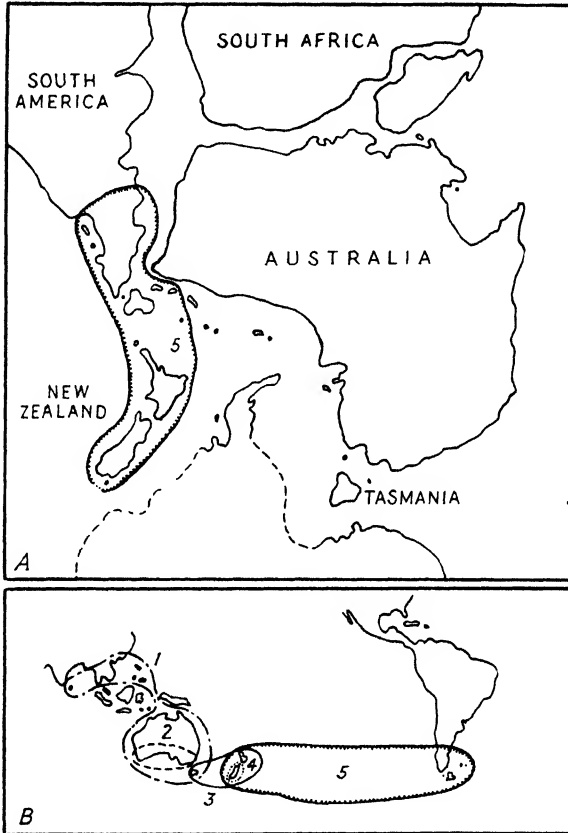 SOUTH AFRICA
SOUTH
AMERICA
AUSTRALIA
5
NEW
ZEALAND
TASMANIA
A
1
2
4
5
3
B